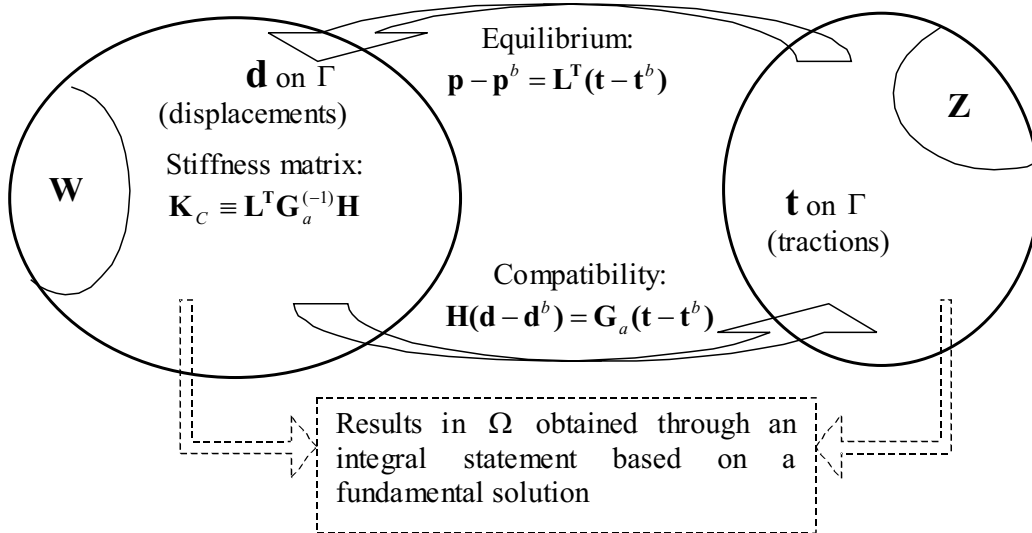 Equilibrium:
p − p^b = L^T(t − t^b)
d on Γ
(displacements)
Stiffness matrix:
K_C ≡ L^T G_a^(-1) H
W
Z
t on Γ
(tractions)
Compatibility:
H(d − d^b) = G_a(t − t^b)
Results in Ω obtained through an
integral statement based on a
fundamental solution